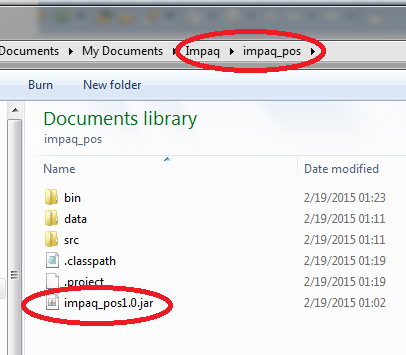 Documents ▸ My Documents ▸ Impaq ▸ impaq_pos ▸
Burn New folder
Documents library
impaq_pos
Name Date modified
bin 2/19/2015 01:23
data 2/19/2015 01:11
src 2/19/2015 01:11
.classpath 2/19/2015 01:19
.project 2/19/2015 01:19
impaq_pos1.0.jar 2/19/2015 01:02